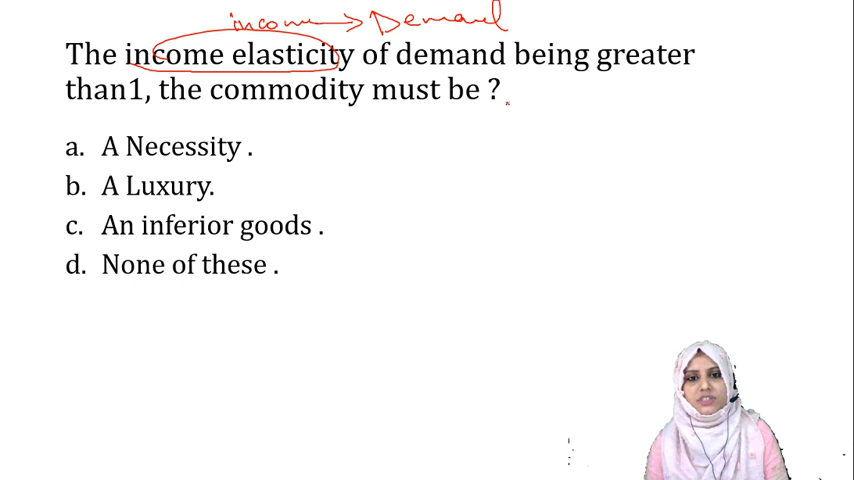 income → Demand
The income elasticity of demand being greater
than1, the commodity must be ?
a. A Necessity .
b. A Luxury.
c. An inferior goods .
d. None of these .